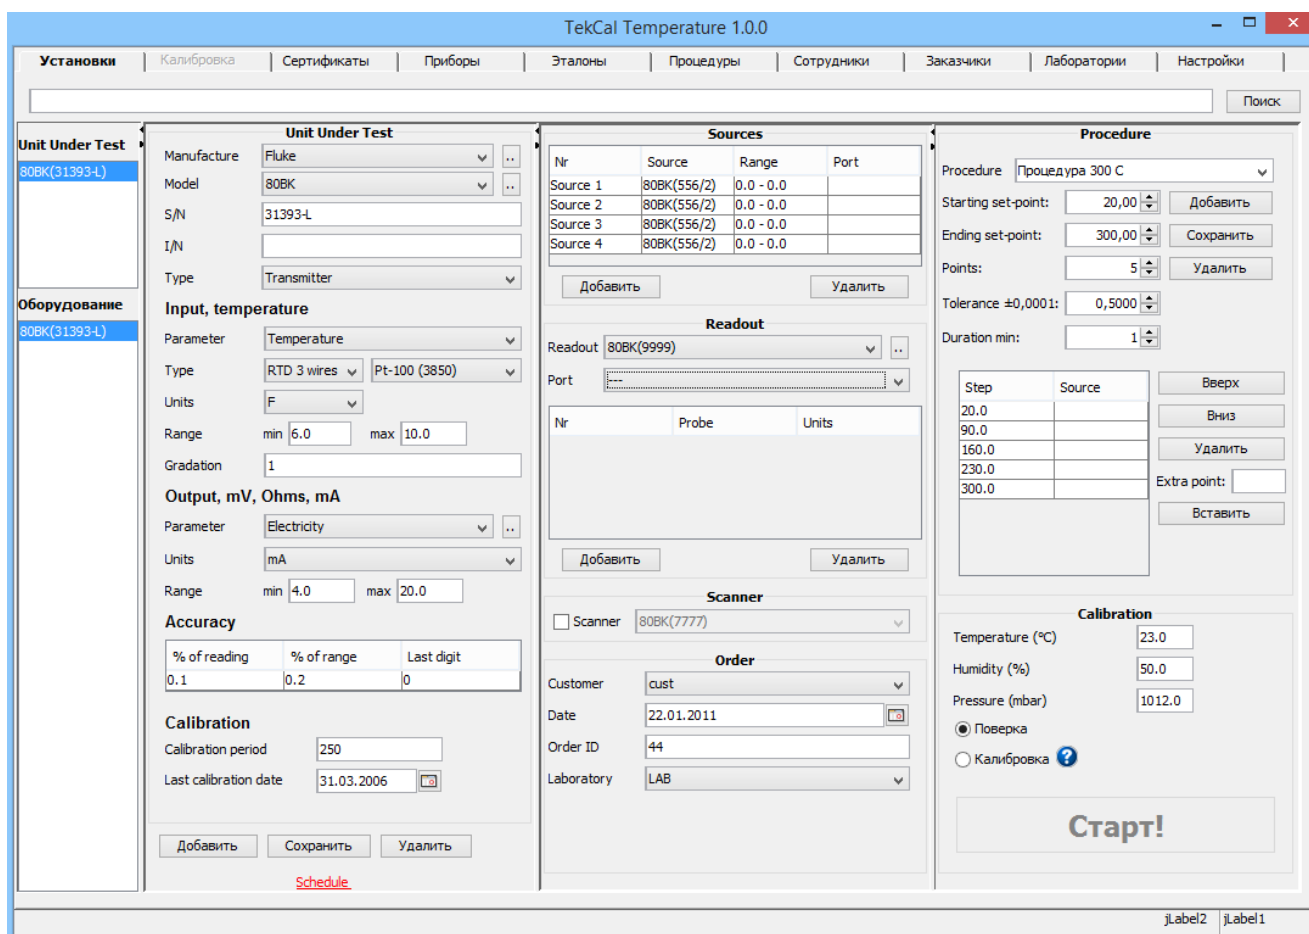 TekCal Temperature 1.0.0
Установки Калибровка Сертификаты Приборы Эталоны Процедуры Сотрудники Заказчики Лаборатории Настройки
Поиск
Unit Under Test
80BK(31393-L)
Оборудование
80BK(31393-L)
Unit Under Test
Manufacture Fluke ..
Model 80BK ..
S/N 31393-L
I/N
Type Transmitter
Input, temperature
Parameter Temperature
Type RTD 3 wires Pt-100 (3850)
Units F
Range min 6.0 max 10.0
Gradation 1
Output, mV, Ohms, mA
Parameter Electricity ..
Units mA
Range min 4.0 max 20.0
Accuracy
% of reading % of range Last digit
0.1 0.2 0
Calibration
Calibration period 250
Last calibration date 31.03.2006
Добавить Сохранить Удалить
Schedule
Sources
Nr Source Range Port
Source 1 80BK(556/2) 0.0 - 0.0
Source 2 80BK(556/2) 0.0 - 0.0
Source 3 80BK(556/2) 0.0 - 0.0
Source 4 80BK(556/2) 0.0 - 0.0
Добавить Удалить
Readout
Readout 80BK(9999) ..
Port ---
Nr Probe Units
Добавить Удалить
Scanner
Scanner 80BK(7777)
Order
Customer cust
Date 22.01.2011
Order ID 44
Laboratory LAB
Procedure
Procedure Процедура 300 C
Starting set-point: 20,00 Добавить
Ending set-point: 300,00 Сохранить
Points: 5 Удалить
Tolerance ±0,0001: 0,5000
Duration min: 1
Step Source
20.0
90.0
160.0
230.0
300.0
Вверх
Вниз
Удалить
Extra point:
Вставить
Calibration
Temperature (°C) 23.0
Humidity (%) 50.0
Pressure (mbar) 1012.0
Поверка
Калибровка ?
Старт!
jLabel2 jLabel1